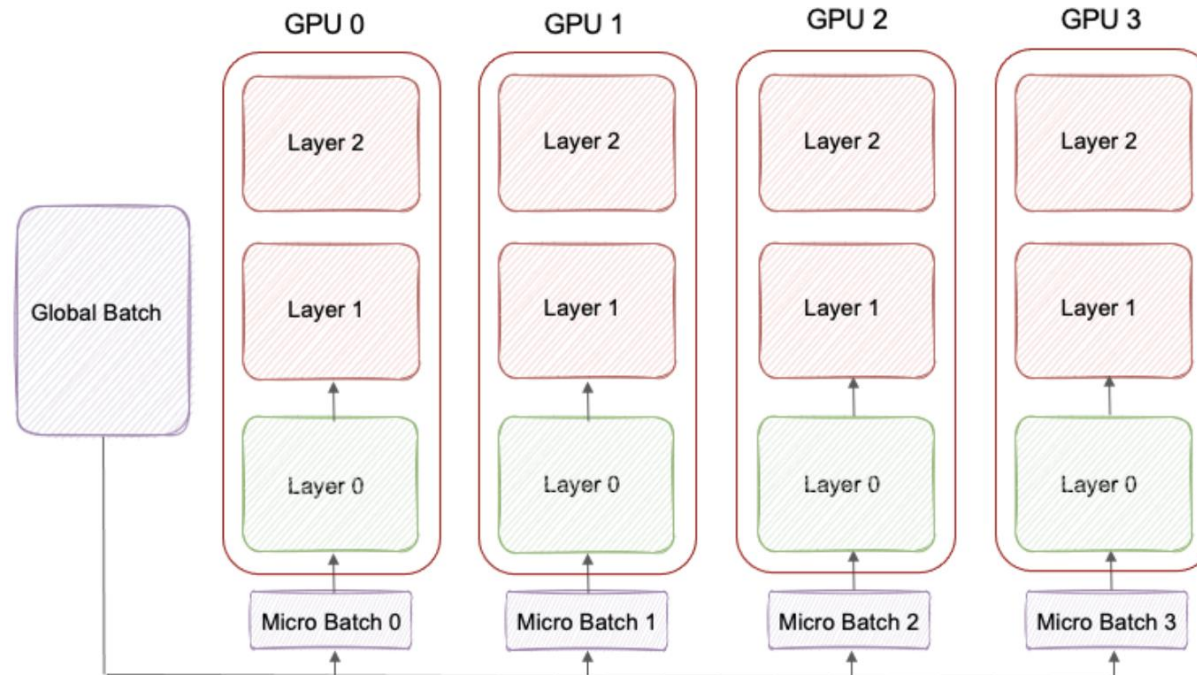 GPU 0
GPU 1
GPU 2
GPU 3
Layer 2
Layer 2
Layer 2
Layer 2
Global Batch
Layer 1
Layer 1
Layer 1
Layer 1
Layer 0
Layer 0
Layer 0
Layer 0
Micro Batch 0
Micro Batch 1
Micro Batch 2
Micro Batch 3